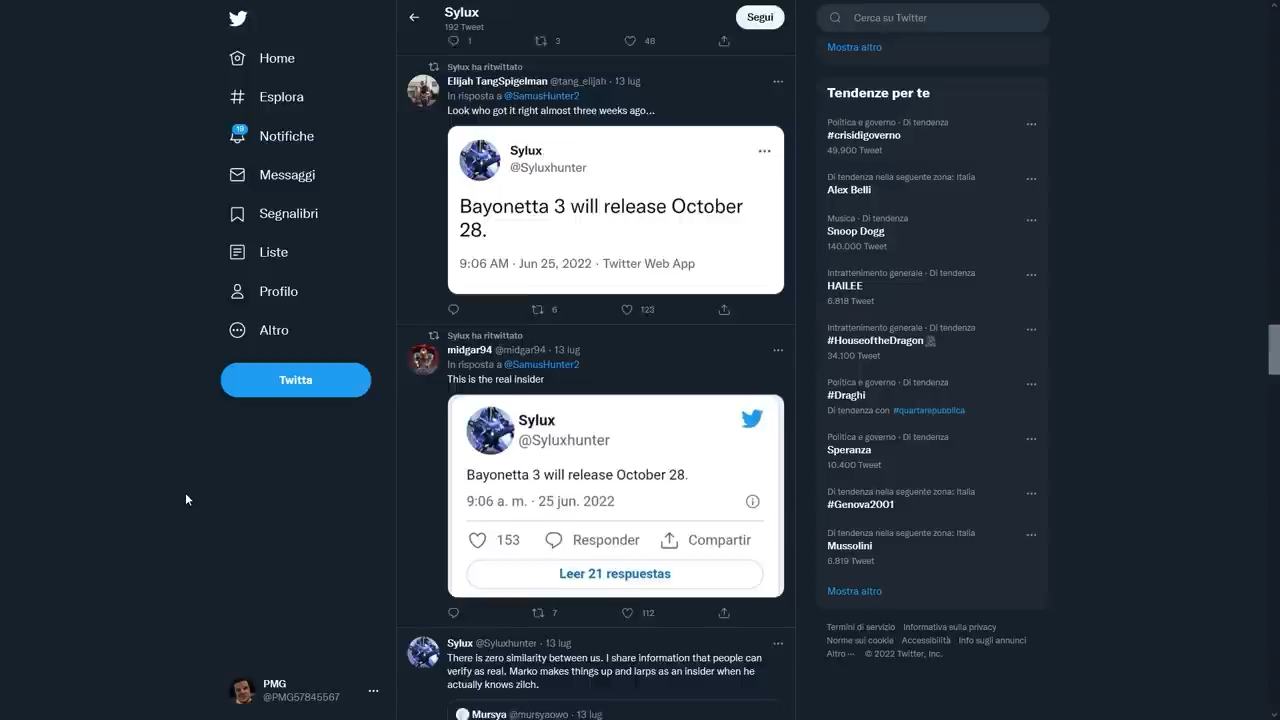 Home
Esplora
19
Notifiche
Messaggi
Segnalibri
Liste
Profilo
Altro
Twitta
PMG
@PMG57845567
Sylux
192 Tweet
Segui
1 3 48
Sylux ha ritwittato
Elijah TangSpigelman @tang_elijah · 13 lug
In risposta a @SamusHunter2
Look who got it right almost three weeks ago...
Sylux
@Syluxhunter
Bayonetta 3 will release October
28.
9:06 AM · Jun 25, 2022 · Twitter Web App
6 123
Sylux ha ritwittato
midgar94 @midgar94 · 13 lug
In risposta a @SamusHunter2
This is the real insider
Sylux
@Syluxhunter
Bayonetta 3 will release October 28.
9:06 a. m. · 25 jun. 2022
153 Responder Compartir
Leer 21 respuestas
7 112
Sylux @Syluxhunter · 13 lug
There is zero similarity between us. I share information that people can
verify as real. Marko makes things up and larps as an insider when he
actually knows zilch.
Mursya @mursyaowo · 13 lug
Cerca su Twitter
Mostra altro
Tendenze per te
Politica e governo · Di tendenza
#crisidigoverno
49.900 Tweet
Di tendenza nella seguente zona: Italia
Alex Belli
Musica · Di tendenza
Snoop Dogg
140.000 Tweet
Intrattenimento generale · Di tendenza
HAILEE
6.818 Tweet
Intrattenimento generale · Di tendenza
#HouseoftheDragon
34.100 Tweet
Politica e governo · Di tendenza
#Draghi
Di tendenza con #quartarepubblica
Politica e governo · Di tendenza
Speranza
10.400 Tweet
Di tendenza nella seguente zona: Italia
#Genova2001
Di tendenza nella seguente zona: Italia
Mussolini
6.819 Tweet
Mostra altro
Termini di servizio Informativa sulla privacy
Norme sui cookie Accessibilità Info sugli annunci
Altro ··· © 2022 Twitter, Inc.